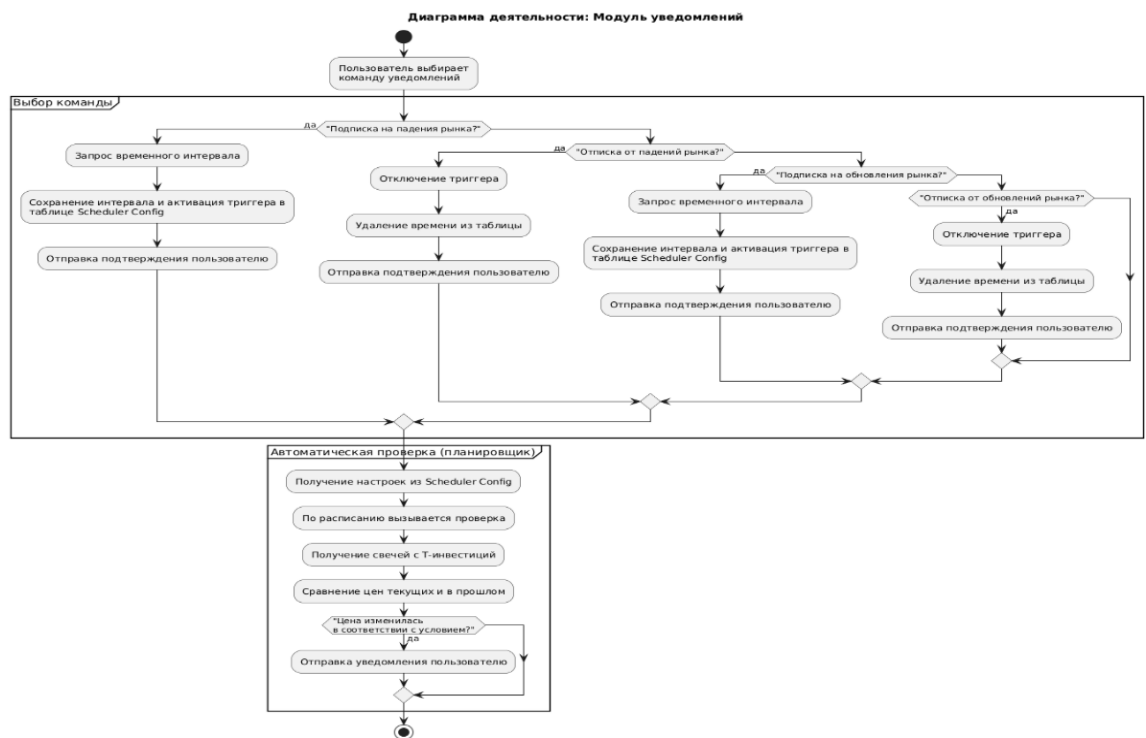 Диаграмма деятельности: Модуль уведомлений
Пользователь выбирает
команду уведомлений
Выбор команды
да
"Подписка на падения рынка?"
Запрос временного интервала
Сохранение интервала и активация триггера в
таблице Scheduler Config
Отправка подтверждения пользователю
да
"Отписка от падений рынка?"
Отключение триггера
Удаление времени из таблицы
Отправка подтверждения пользователю
да
"Подписка на обновления рынка?"
Запрос временного интервала
Сохранение интервала и активация триггера в
таблице Scheduler Config
Отправка подтверждения пользователю
"Отписка от обновлений рынка?"
да
Отключение триггера
Удаление времени из таблицы
Отправка подтверждения пользователю
Автоматическая проверка (планировщик)
Получение настроек из Scheduler Config
По расписанию вызывается проверка
Получение свечей с Т-инвестиций
Сравнение цен текущих и в прошлом
"Цена изменилась
в соответствии с условием?"
да
Отправка уведомления пользователю